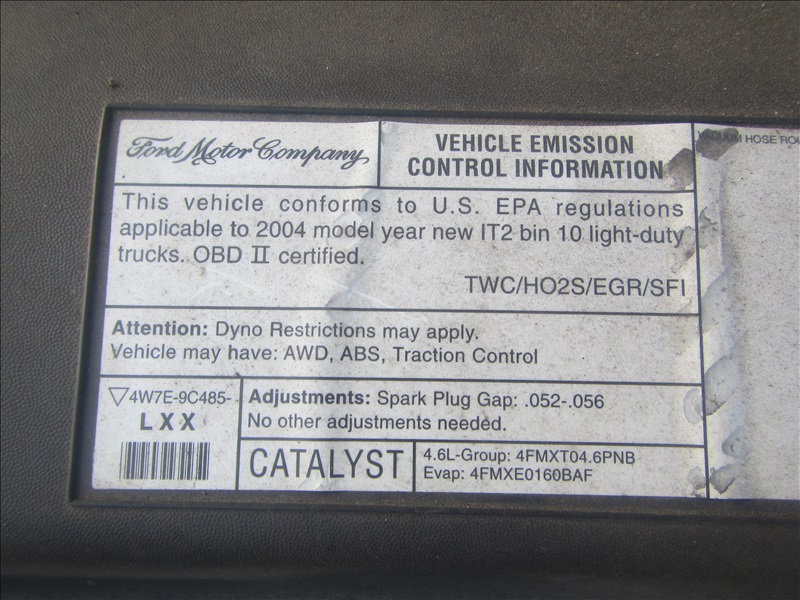 Ford Motor Company
VEHICLE EMISSION
CONTROL INFORMATION
VACUUM HOSE ROU
This vehicle conforms to U.S. EPA regulations
applicable to 2004 model year new IT2 bin 10 light-duty
trucks. OBD II certified.
TWC/HO2S/EGR/SFI
Attention: Dyno Restrictions may apply.
Vehicle may have: AWD, ABS, Traction Control
▽4W7E-9C485-
LXX
Adjustments: Spark Plug Gap: .052-.056
No other adjustments needed.
CATALYST
4.6L-Group: 4FMXT04.6PNB
Evap: 4FMXE0160BAF